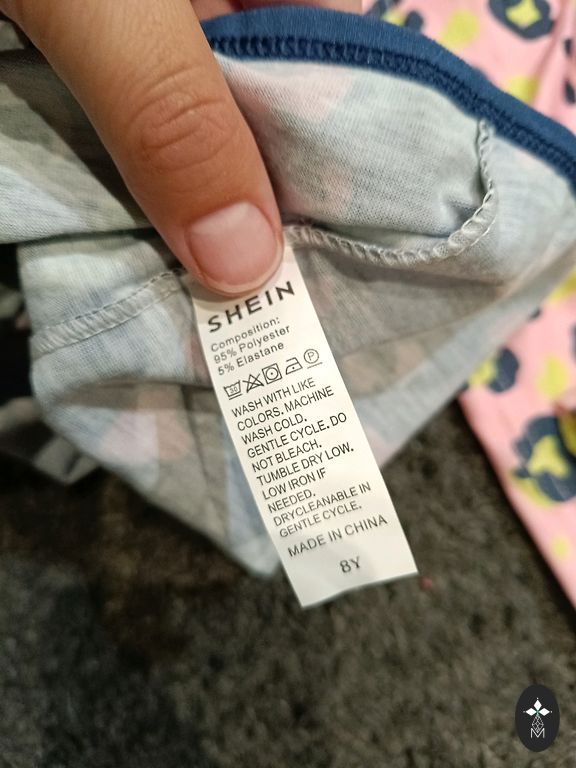 SHEIN
Composition:
95% Polyester
5% Elastane
30 P
WASH WITH LIKE
COLORS. MACHINE
WASH COLD.
GENTLE CYCLE. DO
NOT BLEACH.
TUMBLE DRY LOW.
LOW IRON IF
NEEDED.
DRYCLEANABLE IN
GENTLE CYCLE.
MADE IN CHINA
8Y
M